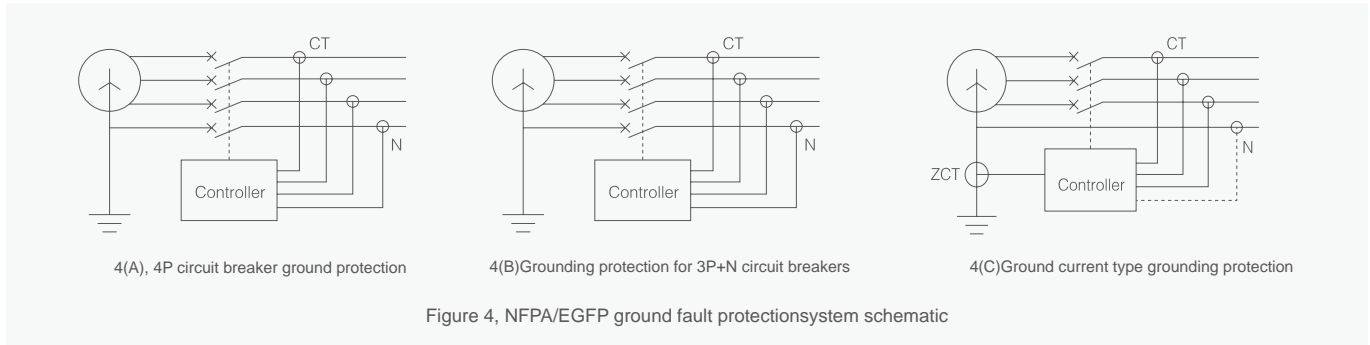 CT
N
Controller
4(A), 4P circuit breaker ground protection
CT
N
Controller
4(B)Grounding protection for 3P+N circuit breakers
CT
N
ZCT
Controller
4(C)Ground current type grounding protection
Figure 4, NFPA/EGFP ground fault protectionsystem schematic